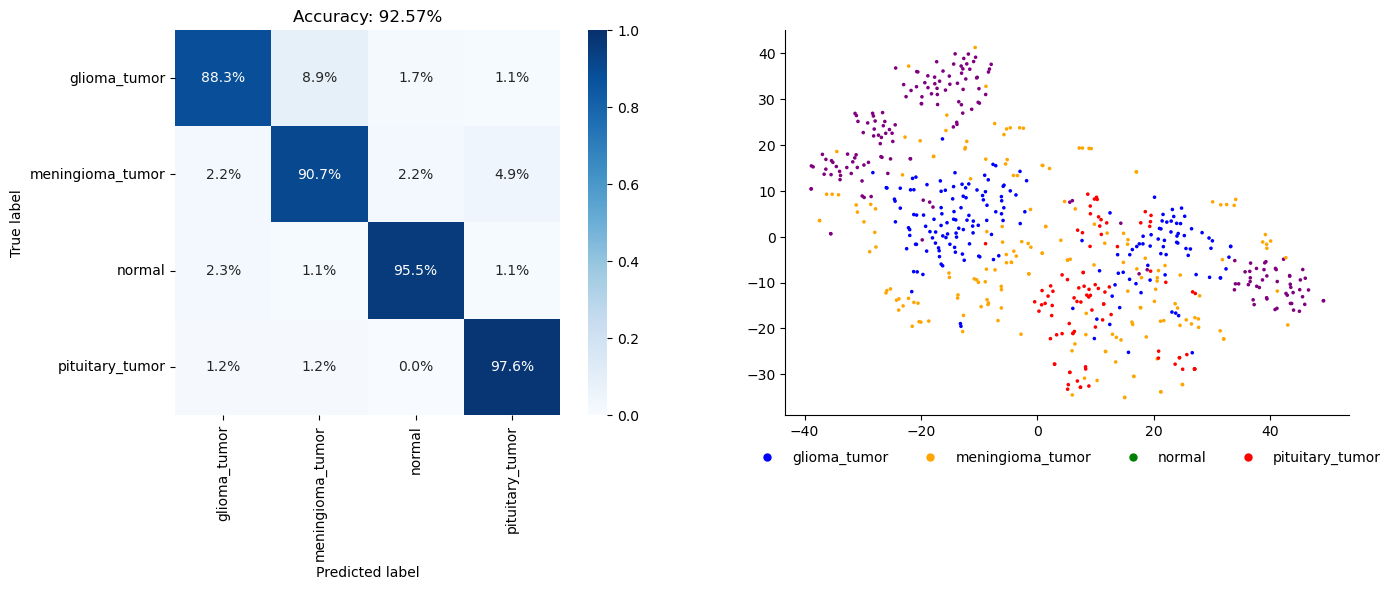 Accuracy: 92.57%
True label
glioma_tumor
meningioma_tumor
normal
pituitary_tumor
88.3% 8.9% 1.7% 1.1%
2.2% 90.7% 2.2% 4.9%
2.3% 1.1% 95.5% 1.1%
1.2% 1.2% 0.0% 97.6%
glioma_tumor
meningioma_tumor
normal
pituitary_tumor
Predicted label
1.0
0.8
0.6
0.4
0.2
0.0
40
30
20
10
0
−10
−20
−30
−40 −20 0 20 40
glioma_tumor meningioma_tumor normal pituitary_tumor